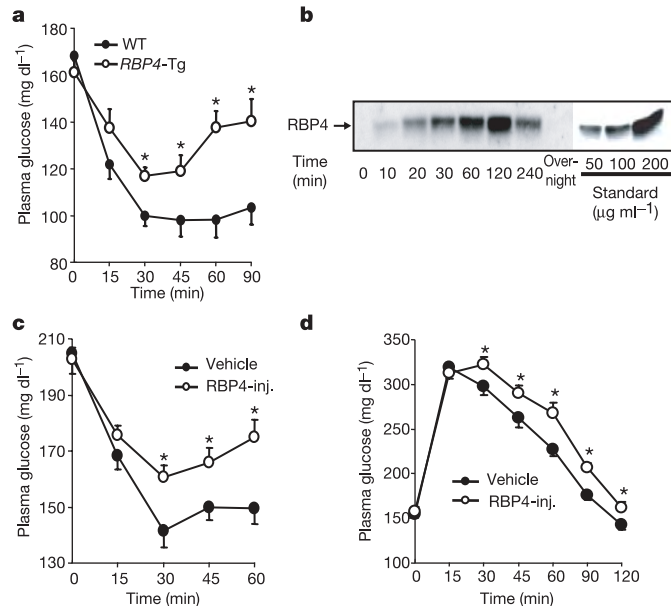 a
Plasma glucose (mg dl⁻¹)
180
160
140
120
100
80
WT
RBP4-Tg
* * * *
0 15 30 45 60 90
Time (min)
b
RBP4
Time (min)
0 10 20 30 60 120 240
Over-
night
50 100 200
Standard
(µg ml⁻¹)
c
Plasma glucose (mg dl⁻¹)
210
190
170
150
130
Vehicle
RBP4-inj.
* * *
0 15 30 45 60
Time (min)
d
Plasma glucose (mg dl⁻¹)
350
300
250
200
150
100
* * * * *
Vehicle
RBP4-inj.
0 15 30 45 60 90 120
Time (min)